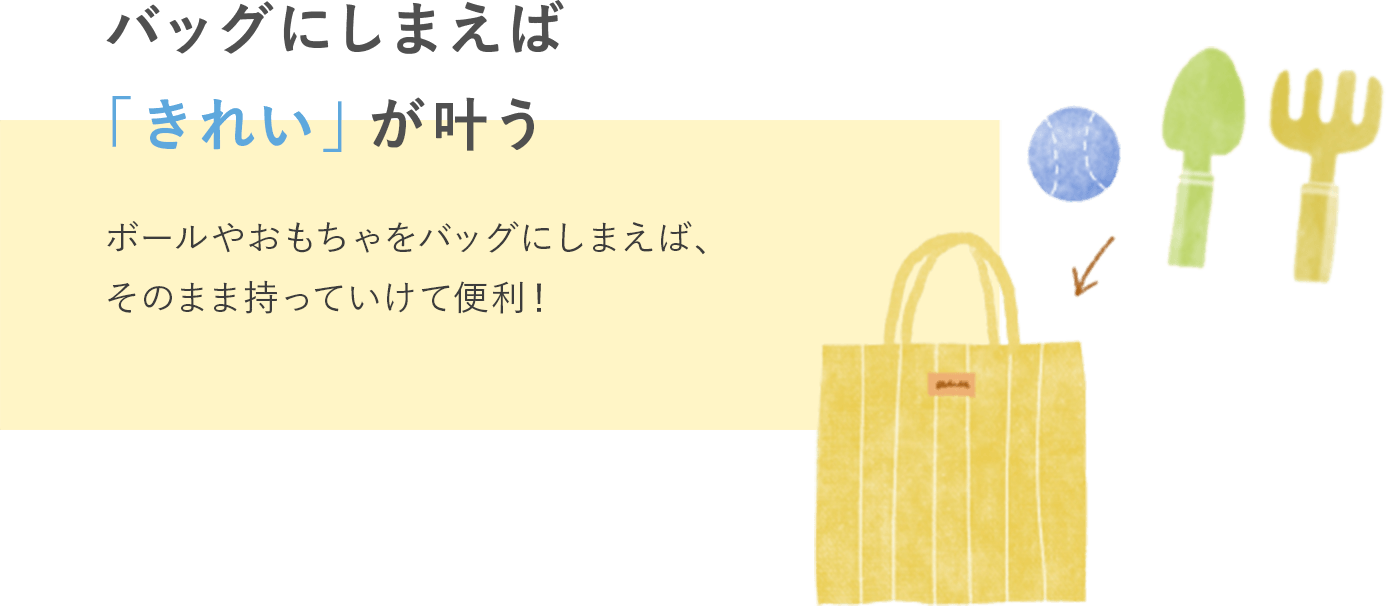 バッグにしまえば
「きれい」が叶う
ボールやおもちゃをバッグにしまえば、
そのまま持っていけて便利！